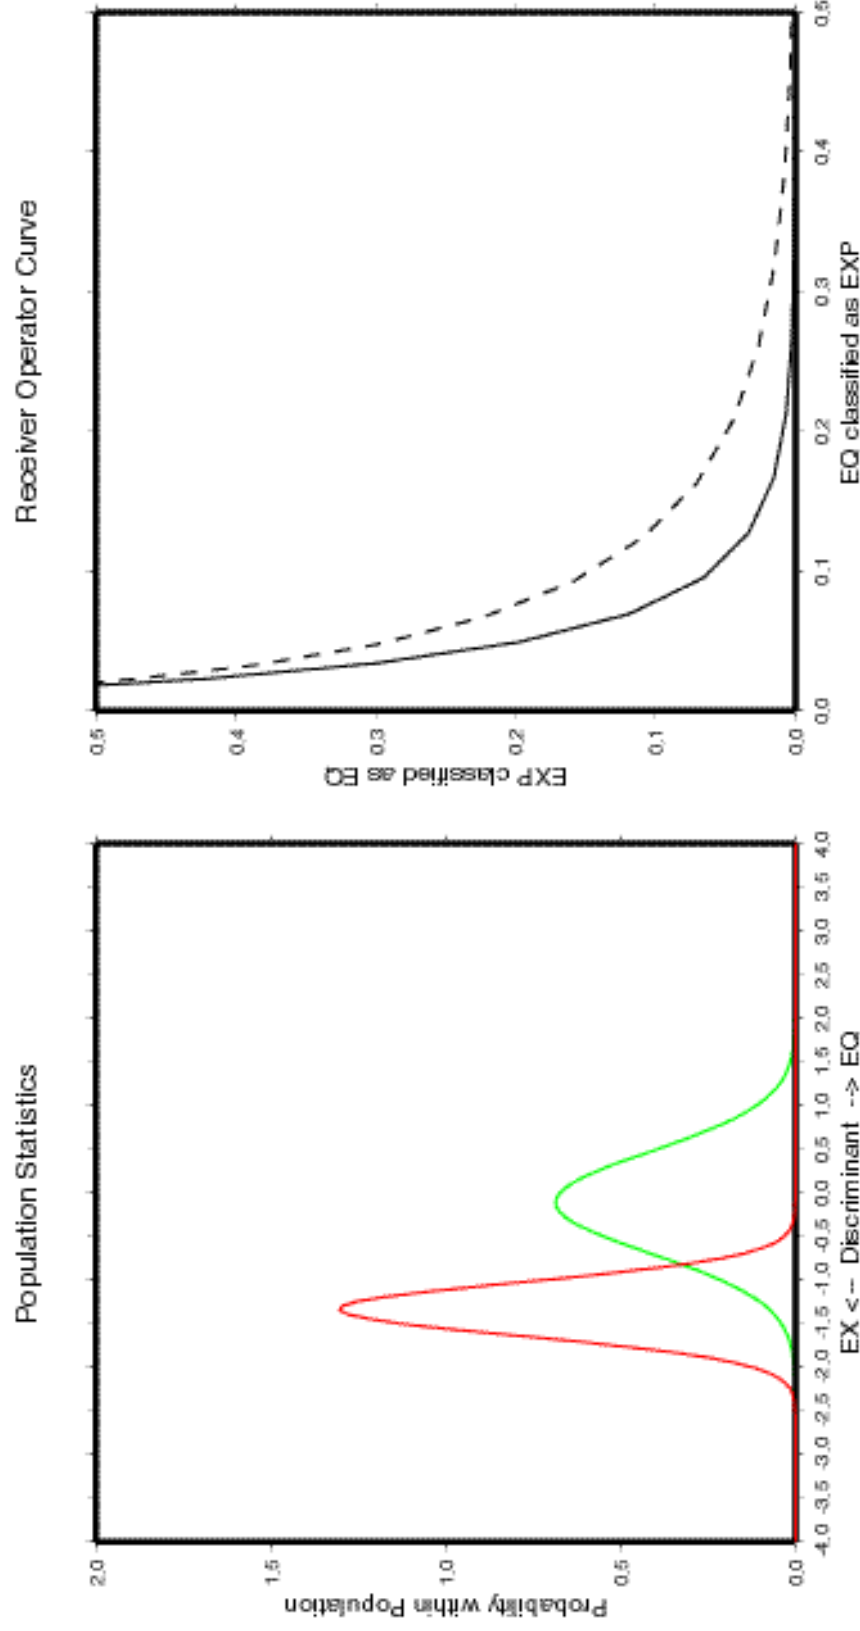 Population Statistics
Probability within Population
2.0
1.5
1.0
0.5
0.0
-4.0 -3.5 -3.0 -2.5 -2.0 -1.5 -1.0 -0.5 0.0 0.5 1.0 1.5 2.0 2.5 3.0 3.5 4.0
EX <-- Discriminant --> EQ
Receiver Operator Curve
EXP classified as EQ
0.5
0.4
0.3
0.2
0.1
0.0
0.0 0.1 0.2 0.3 0.4 0.5
EQ classified as EXP